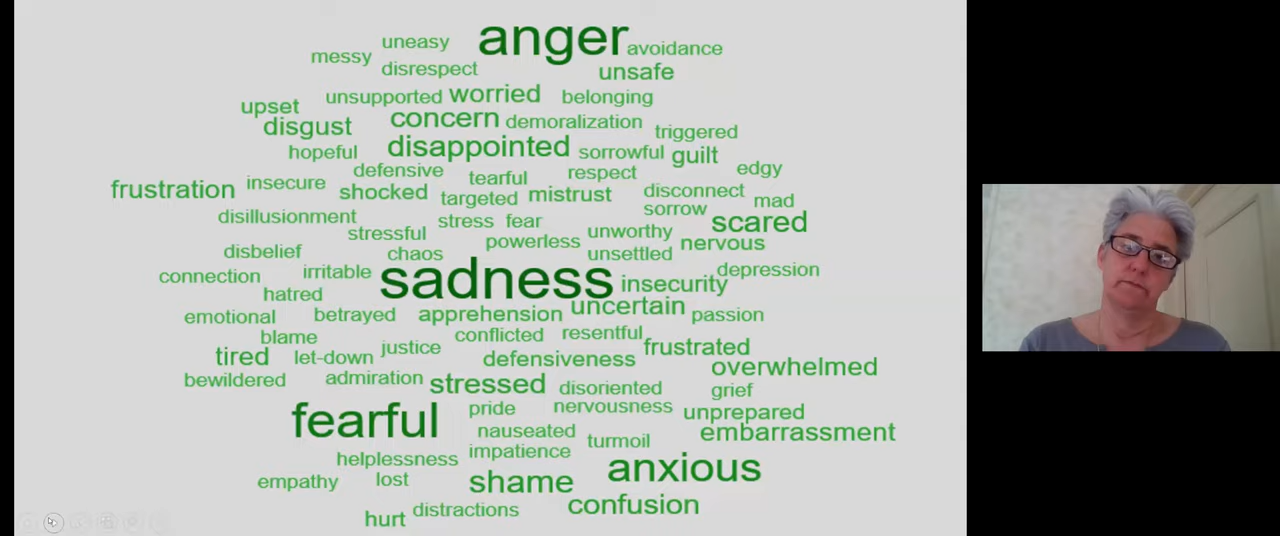 anger
uneasy
avoidance
messy
disrespect
unsafe
unsupported worried belonging
upset
concern demoralization
disgust
triggered
disappointed sorrowful guilt
hopeful
defensive tearful respect edgy
frustration insecure shocked targeted mistrust disconnect mad
sorrow
disillusionment stress fear scared
stressful powerless unworthy nervous
disbelief chaos unsettled
connection irritable sadness insecurity depression
hatred
emotional betrayed apprehension uncertain passion
blame conflicted resentful
tired let-down justice defensiveness frustrated
overwhelmed
bewildered admiration stressed disoriented grief
fearful pride nervousness unprepared
nauseated turmoil embarrassment
helplessness impatience
anxious
empathy lost shame
confusion
hurt distractions